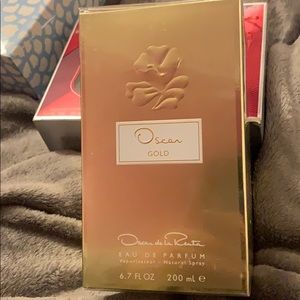 Oscar
GOLD
Oscar de la Renta
EAU DE PARFUM
Vaporisateur - Natural Spray
6.7 FL.OZ 200 ml e